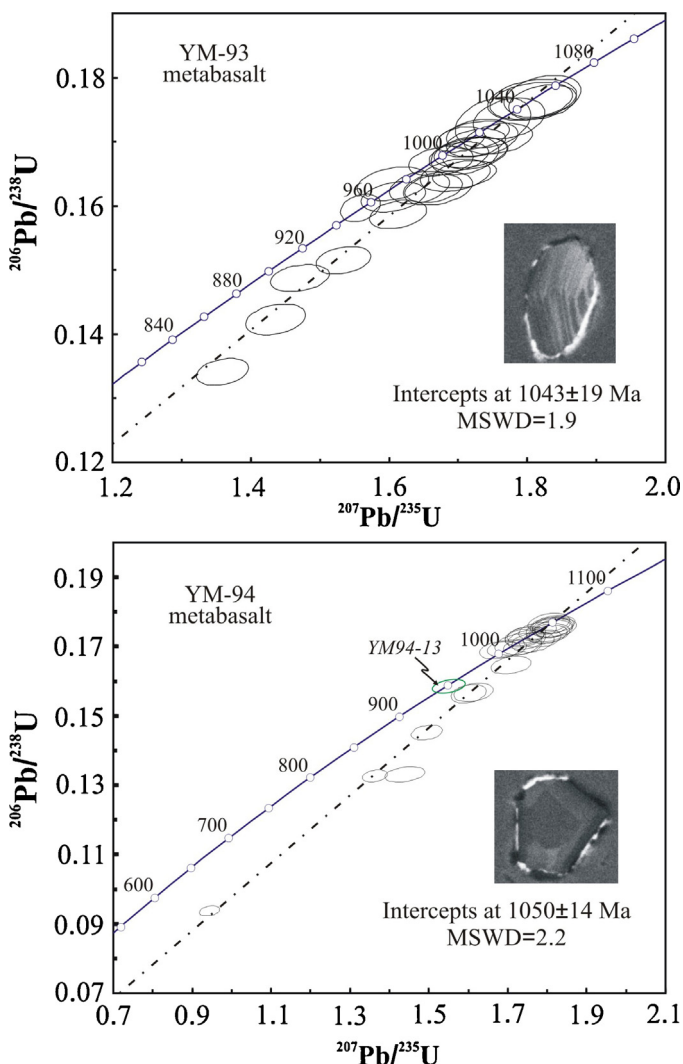 YM-93
metabasalt
0.18
0.16
0.14
0.12
206Pb/238U
840
880
920
960
1000
1040
1080
Intercepts at 1043±19 Ma
MSWD=1.9
1.2
1.4
1.6
1.8
2.0
207Pb/235U
YM-94
metabasalt
0.19
0.17
0.15
0.13
0.11
0.09
0.07
206Pb/238U
600
700
800
900
1000
1100
YM94-13
Intercepts at 1050±14 Ma
MSWD=2.2
0.7
0.9
1.1
1.3
1.5
1.7
1.9
2.1
207Pb/235U